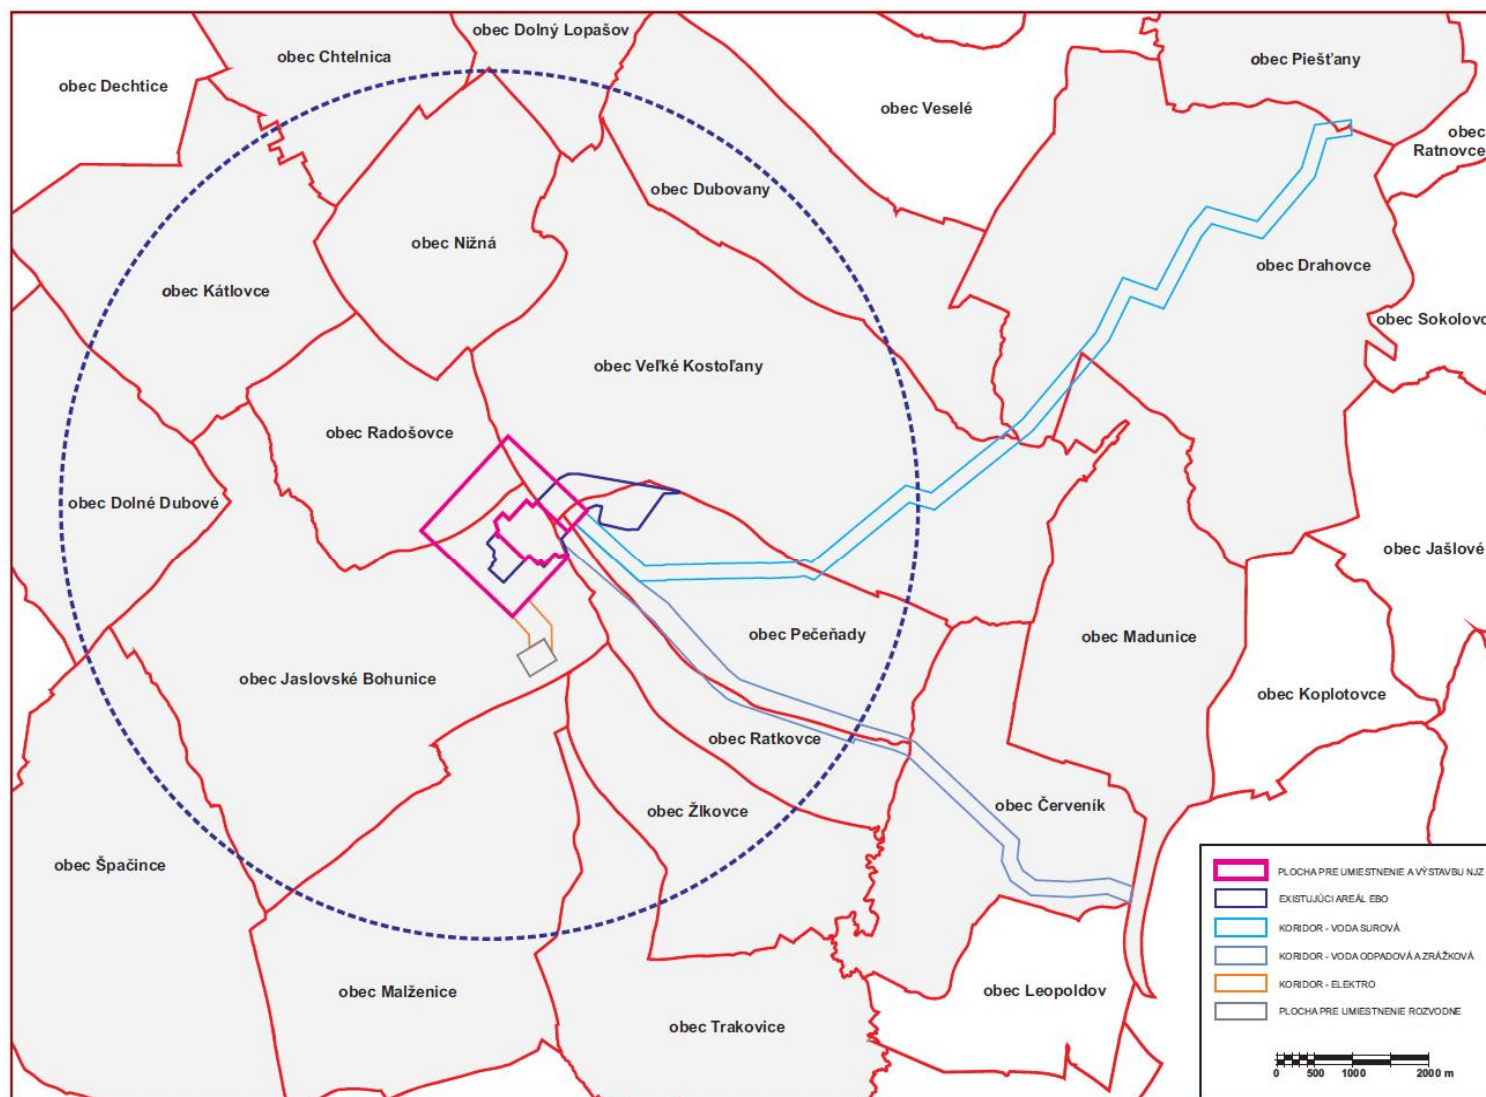 obec Dolný Lopašov
obec Chtelnica
obec Piešťany
obec Dechtice
obec Veselé
obec
Ratnovce
obec Dubovany
obec Nižná
obec Drahovce
obec Kátlovce
obec Sokolovc
obec Veľké Kostoľany
obec Radošovce
obec Dolné Dubové
obec Jašlové
obec Pečeňady
obec Madunice
obec Jaslovské Bohunice
obec Koplotovce
obec Ratkovce
obec Červeník
obec Žlkovce
obec Špačince
obec Malženice
obec Leopoldov
obec Trakovice
PLOCHA PRE UMIESTNENIE A VÝSTAVBU NJZ
EXISTUJÚCI AREÁL EBO
KORIDOR - VODA SUROVÁ
KORIDOR - VODA ODPADOVÁ A ZRÁŽKOVÁ
KORIDOR - ELEKTRO
PLOCHA PRE UMIESTNENIE ROZVODNE
0 500 1000 2000 m